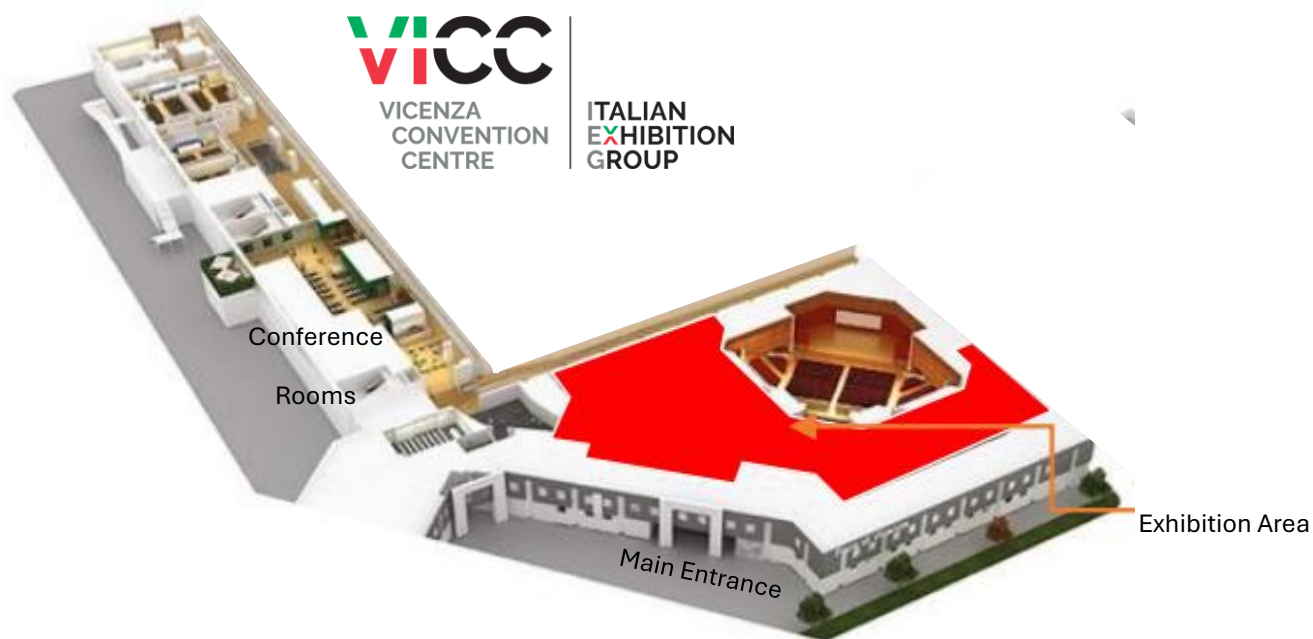 VICC
VICENZA
CONVENTION
CENTRE
ITALIAN
EXHIBITION
GROUP
Conference
Rooms
Exhibition Area
Main Entrance